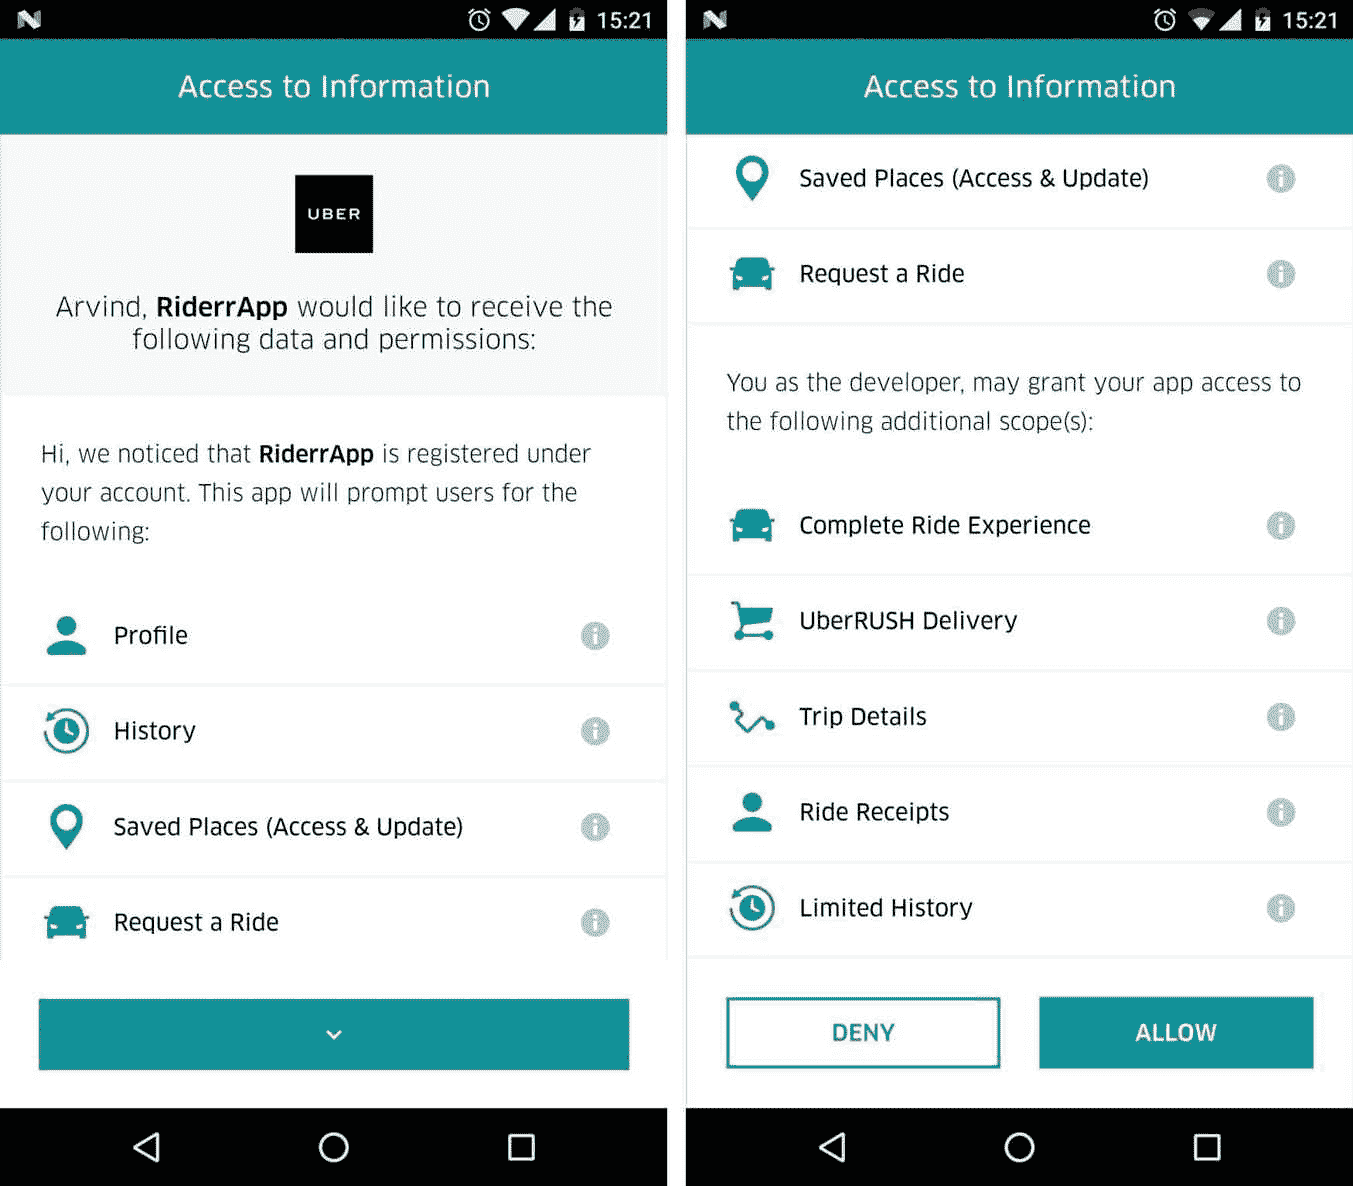 15:21
Access to Information
UBER
Arvind, RiderrApp would like to receive the
following data and permissions:
Hi, we noticed that RiderrApp is registered under
your account. This app will prompt users for the
following:
Profile
History
Saved Places (Access & Update)
Request a Ride
15:21
Access to Information
Saved Places (Access & Update)
Request a Ride
You as the developer, may grant your app access to
the following additional scope(s):
Complete Ride Experience
UberRUSH Delivery
Trip Details
Ride Receipts
Limited History
DENY
ALLOW